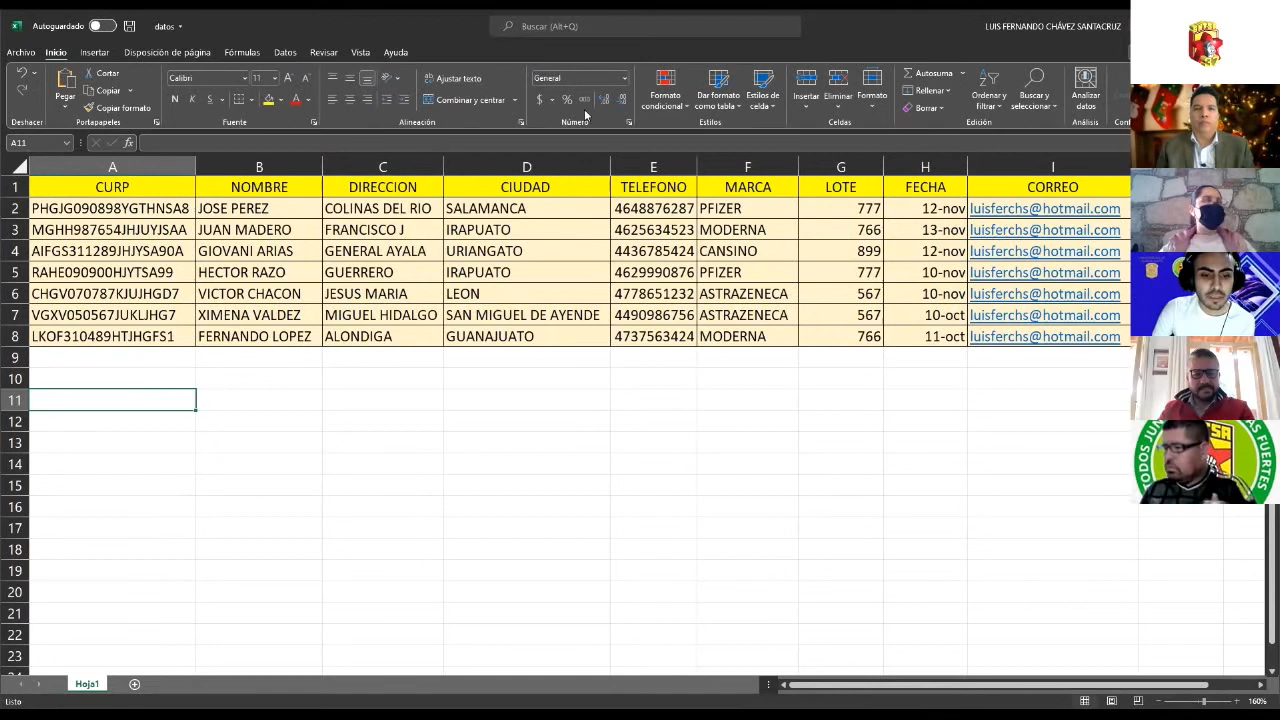 Autoguardado datos Buscar (Alt+Q) LUIS FERNANDO CHÁVEZ SANTACRUZ
Archivo Inicio Insertar Disposición de página Fórmulas Datos Revisar Vista Ayuda
Pegar
Cortar
Copiar
Copiar formato
Calibri 11
N K S
Ajustar texto
Combinar y centrar
General
$ % 000
Formato condicional
Dar formato como tabla
Estilos de celda
Insertar
Eliminar
Formato
Autosuma
Rellenar
Borrar
Ordenar y filtrar
Buscar y seleccionar
Analizar datos
Deshacer Portapapeles Fuente Alineación Número Estilos Celdas Edición Análisis
A11 fx
A B C D E F G H I
1 CURP NOMBRE DIRECCION CIUDAD TELEFONO MARCA LOTE FECHA CORREO
2 PHGJG090898YGTHNSA8 JOSE PEREZ COLINAS DEL RIO SALAMANCA 4648876287 PFIZER 777 12-nov luisferchs@hotmail.com
3 MGHH987654JHJUYJSAA JUAN MADERO FRANCISCO J IRAPUATO 4625634523 MODERNA 766 13-nov luisferchs@hotmail.com
4 AIFGS311289JHJYSA90A GIOVANI ARIAS GENERAL AYALA URIANGATO 4436785424 CANSINO 899 12-nov luisferchs@hotmail.com
5 RAHE090900HJYTSA99 HECTOR RAZO GUERRERO IRAPUATO 4629990876 PFIZER 777 10-nov luisferchs@hotmail.com
6 CHGV070787KJUJHGD7 VICTOR CHACON JESUS MARIA LEON 4778651232 ASTRAZENECA 567 10-nov luisferchs@hotmail.com
7 VGXV050567JUKLJHG7 XIMENA VALDEZ MIGUEL HIDALGO SAN MIGUEL DE AYENDE 4490986756 ASTRAZENECA 567 10-oct luisferchs@hotmail.com
8 LKOF310489HTJHGFS1 FERNANDO LOPEZ ALONDIGA GUANAJUATO 4737563424 MODERNA 766 11-oct luisferchs@hotmail.com
9
10
11
12
13
14
15
16
17
18
19
20
21
22
23
Hoja1
Listo
160%